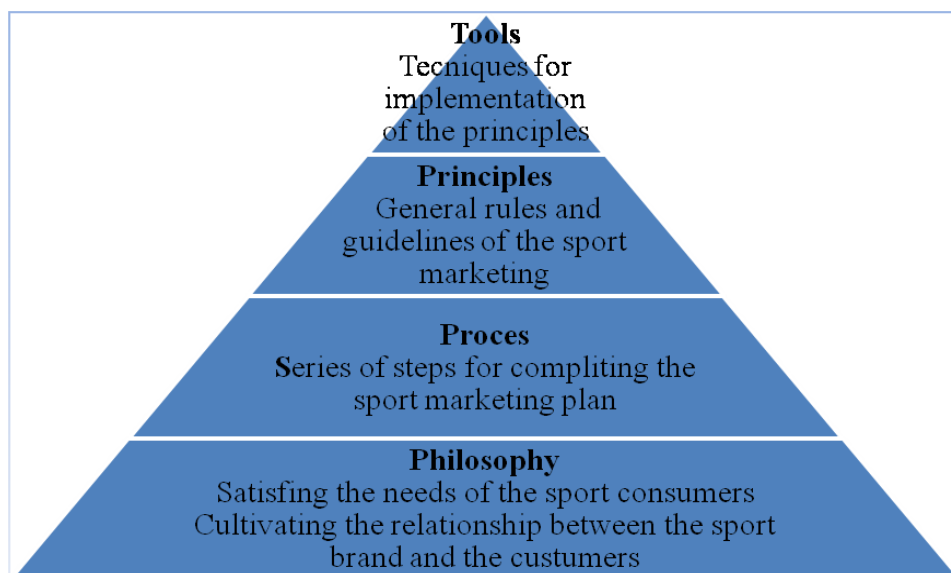 Tools
Tecniques for
implementation
of the principles
Principles
General rules and
guidelines of the sport
marketing
Proces
Series of steps for compliting the
sport marketing plan
Philosophy
Satisfing the needs of the sport consumers
Cultivating the relationship between the sport
brand and the custumers